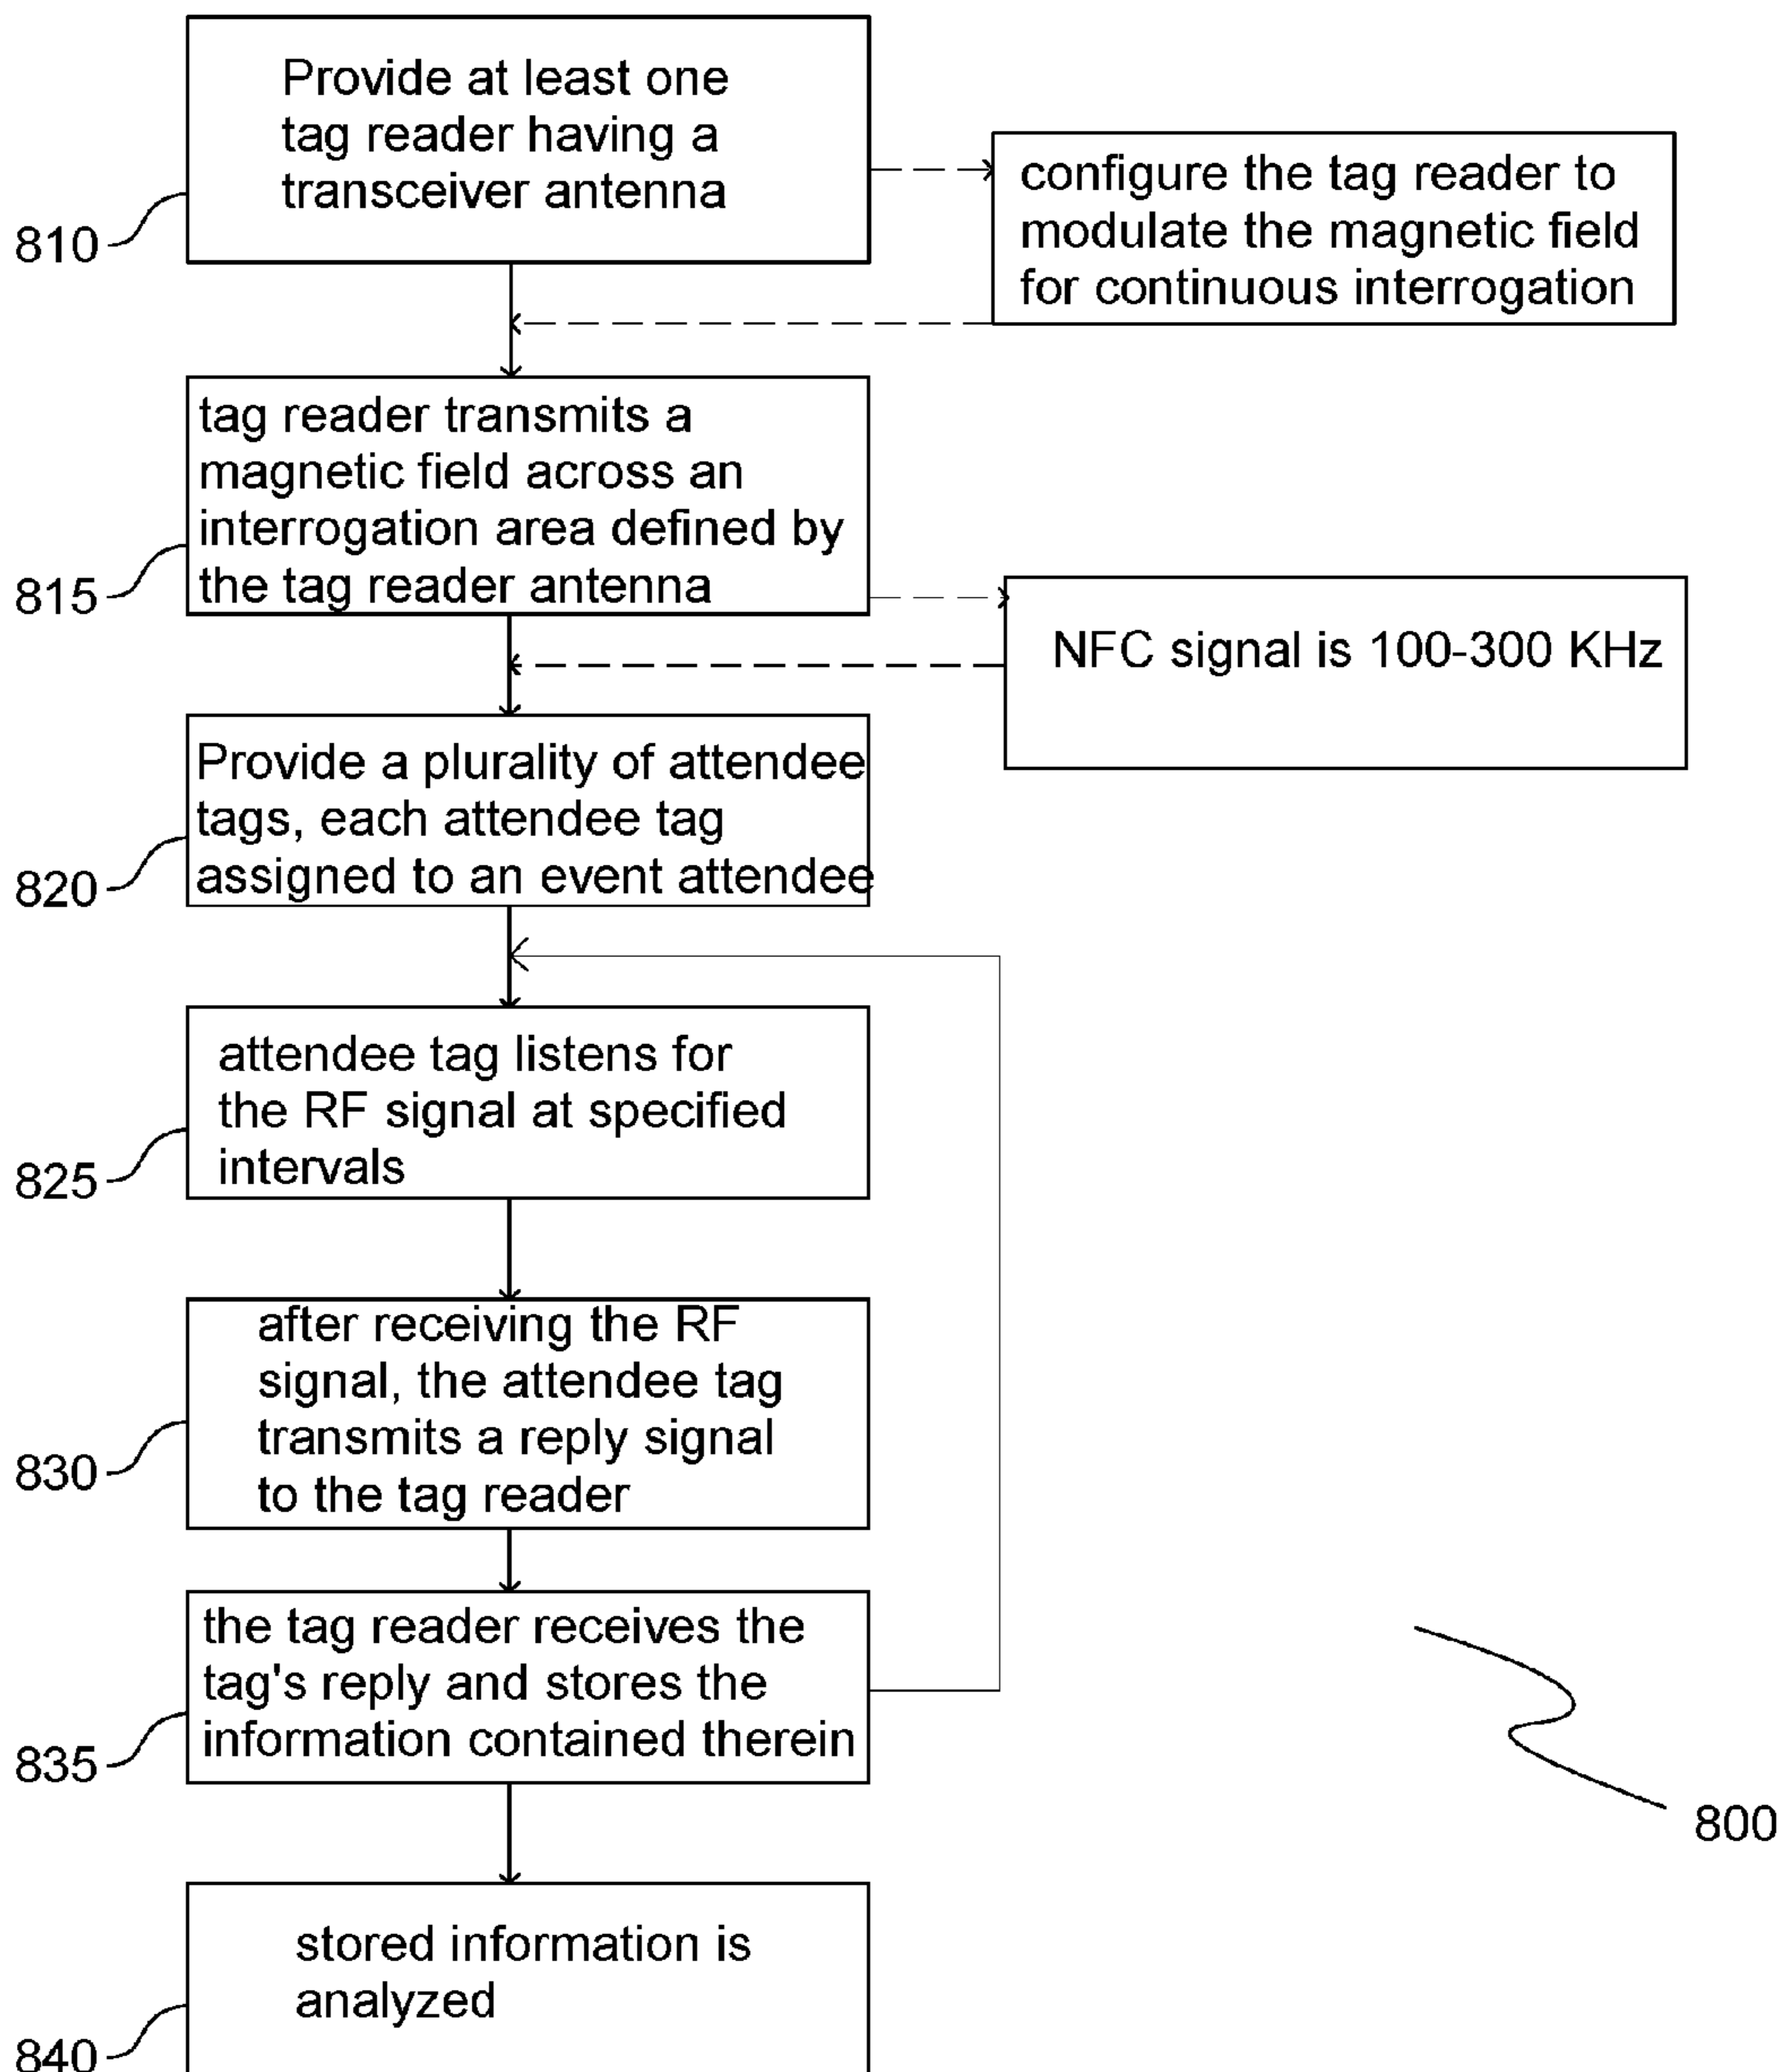 Provide at least one
tag reader having a
transceiver antenna
810
configure the tag reader to
modulate the magnetic field
for continuous interrogation
tag reader transmits a
magnetic field across an
interrogation area defined by
the tag reader antenna
815
NFC signal is 100-300 KHz
Provide a plurality of attendee
tags, each attendee tag
assigned to an event attendee
820
attendee tag listens for
the RF signal at specified
intervals
825
after receiving the RF
signal, the attendee tag
transmits a reply signal
to the tag reader
830
the tag reader receives the
tag's reply and stores the
information contained therein
835
800
stored information is
analyzed
840